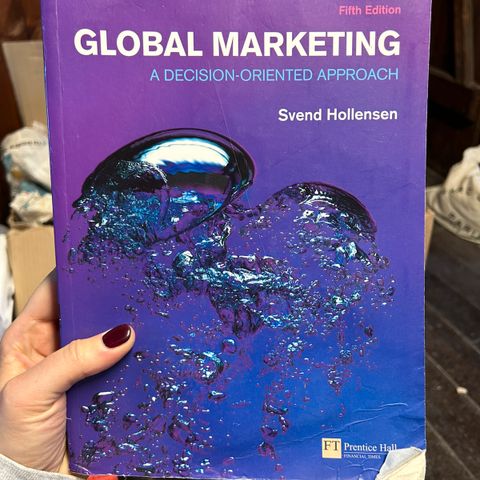 Fifth Edition
GLOBAL MARKETING
A DECISION-ORIENTED APPROACH
Svend Hollensen
FT
Prentice Hall
FINANCIAL TIMES